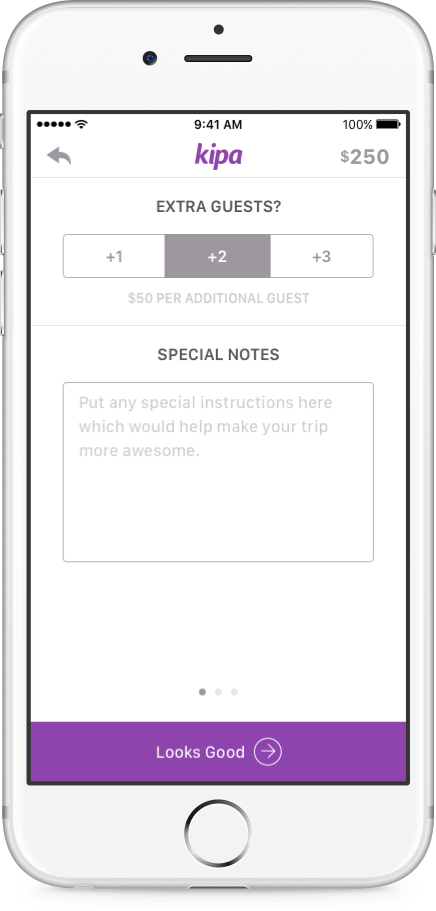 9:41 AM 100%
kipa $250
EXTRA GUESTS?
+1 +2 +3
$50 PER ADDITIONAL GUEST
SPECIAL NOTES
Put any special instructions here
which would help make your trip
more awesome.
Looks Good